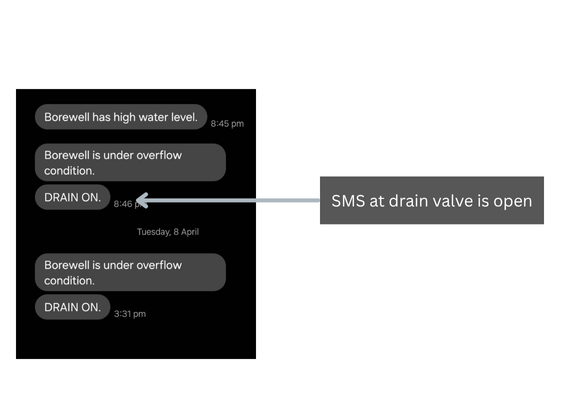 Borewell has high water level.
8:45 pm
Borewell is under overflow
condition.
DRAIN ON.
8:46 p
SMS at drain valve is open
Tuesday, 8 April
Borewell is under overflow
condition.
DRAIN ON.
3:31 pm